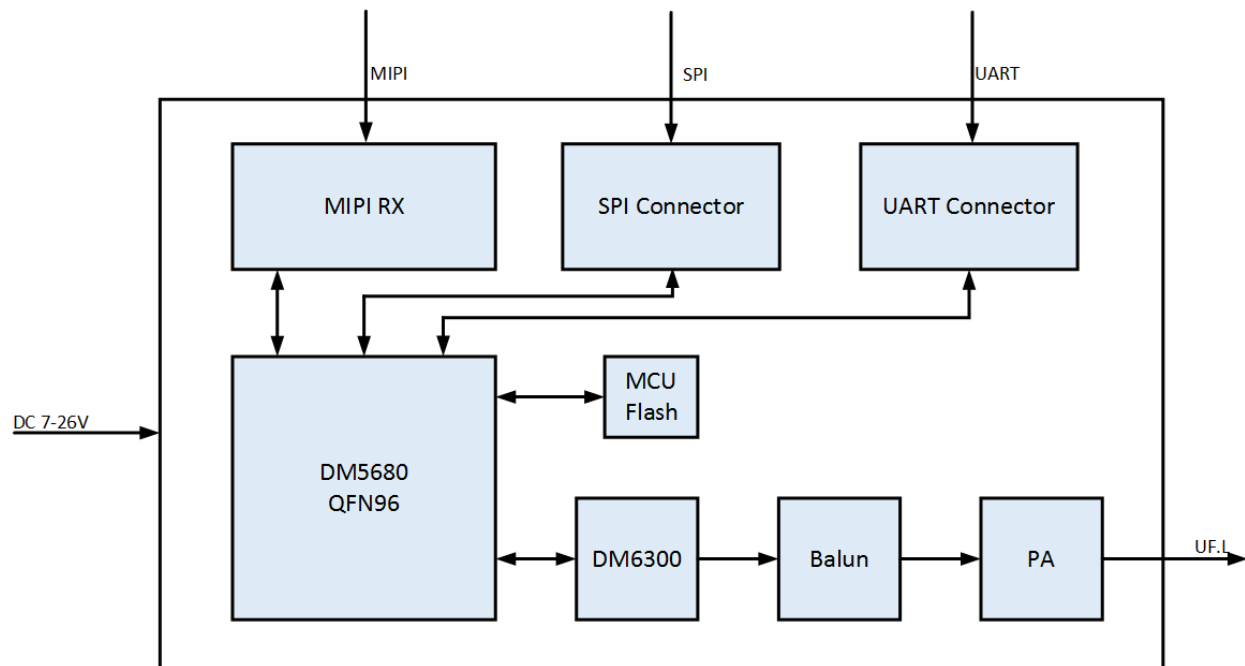 MIPI
SPI
UART
MIPI RX
SPI Connector
UART Connector
MCU
Flash
DC 7-26V
DM5680
QFN96
DM6300
Balun
PA
UF.L